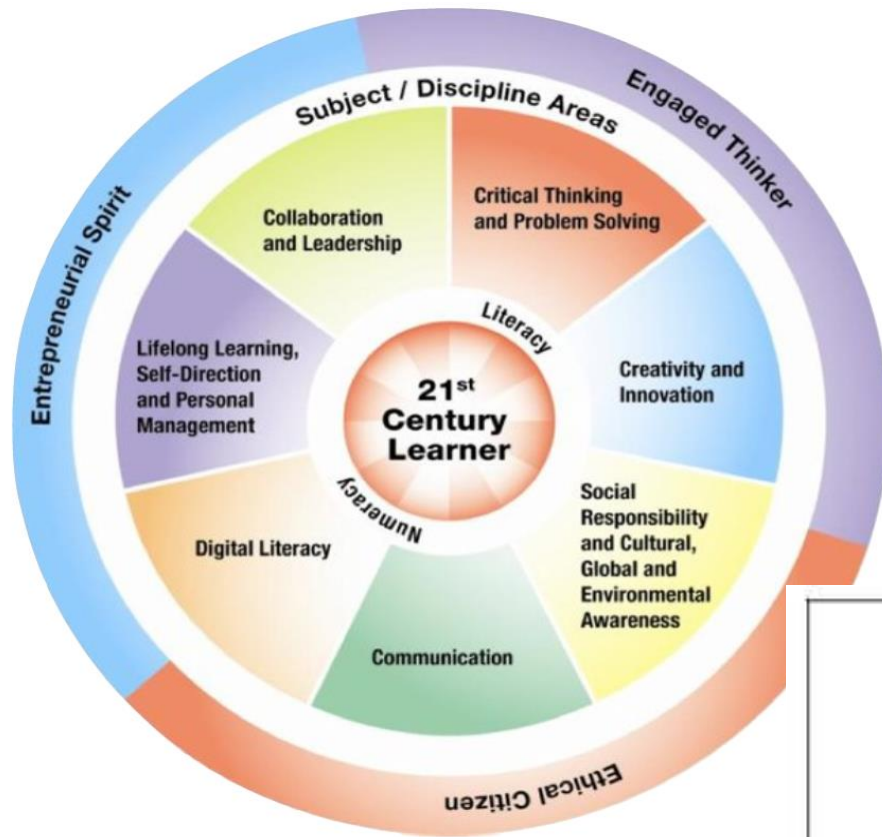 Engaged Thinker
Subject / Discipline Areas
Entrepreneurial Spirit
Collaboration
and Leadership
Critical Thinking
and Problem Solving
Literacy
Lifelong Learning,
Self-Direction
and Personal
Management
21st
Century
Learner
Creativity and
Innovation
Numeracy
Digital Literacy
Social
Responsibility
and Cultural,
Global and
Environmental
Awareness
Communication
Ethical Citizen